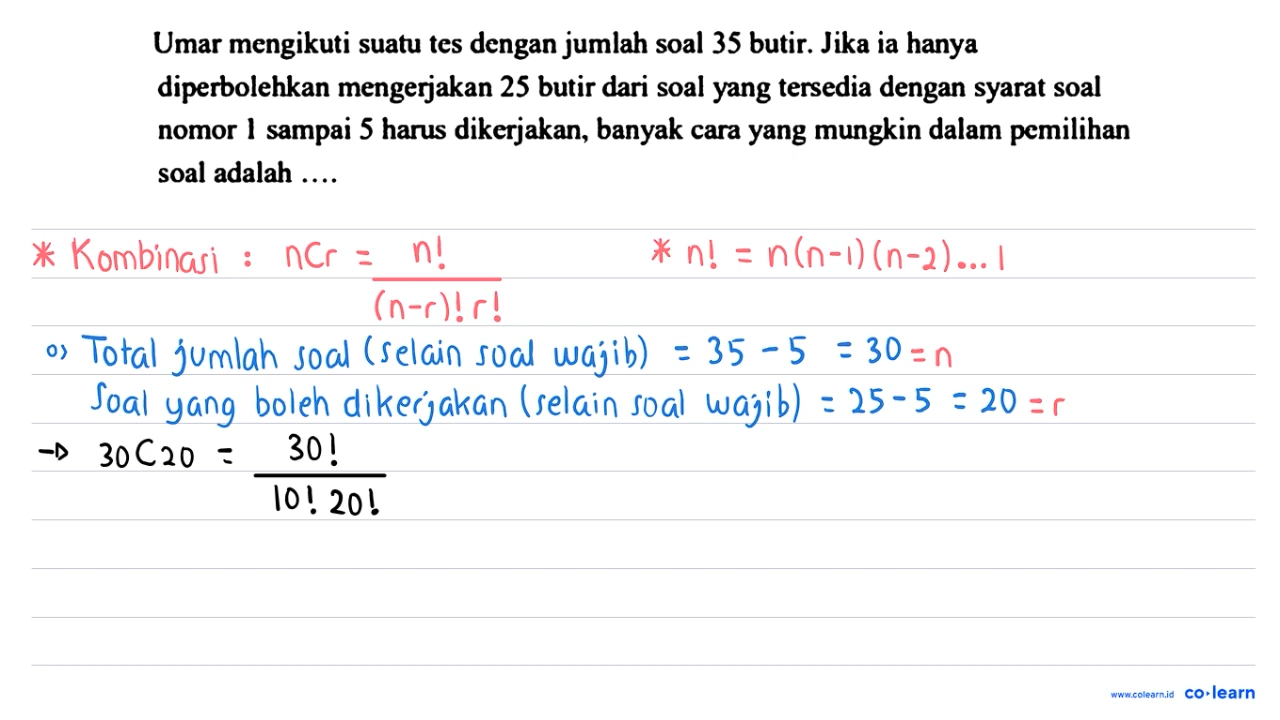 Umar mengikuti suatu tes dengan jumlah soal 35 butir. Jika ia hanya
diperbolehkan mengerjakan 25 butir dari soal yang tersedia dengan syarat soal
nomor 1 sampai 5 harus dikerjakan, banyak cara yang mungkin dalam pemilihan
soal adalah ....
* Kombinasi : nCr = n! / (n-r)! r!   * n! = n(n-1)(n-2)...1
o) Total jumlah soal (selain soal wajib) = 35 - 5 = 30 = n
Soal yang boleh dikerjakan (selain soal wajib) = 25 - 5 = 20 = r
→ 30C20 = 30! / 10! 20!
www.colearn.id co·learn